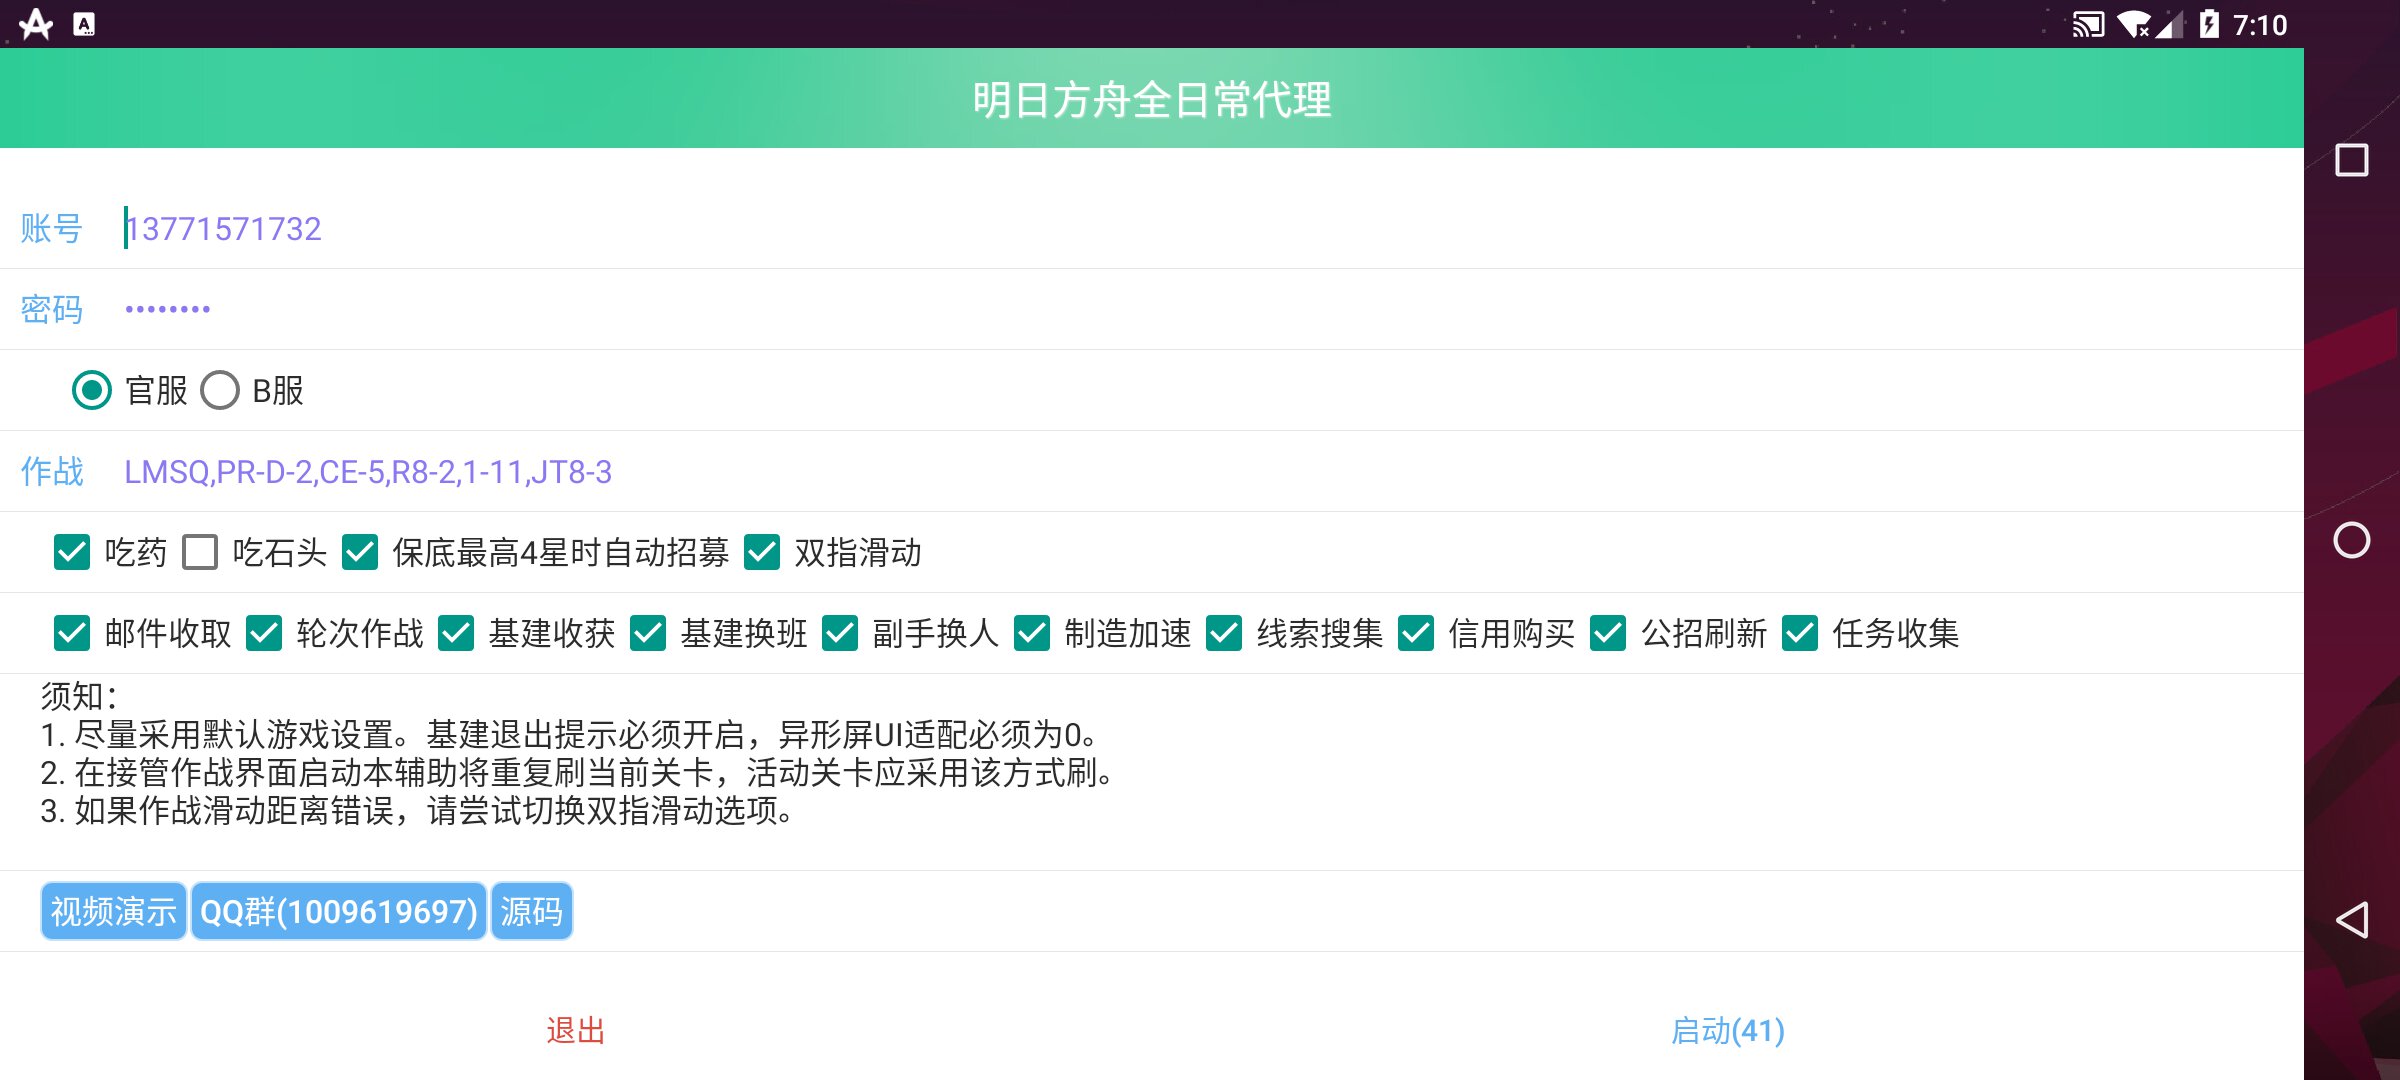 7:10
明日方舟全日常代理
账号 13771571732
密码 ••••••••
官服 B服
作战 LMSQ,PR-D-2,CE-5,R8-2,1-11,JT8-3
吃药 吃石头 保底最高4星时自动招募 双指滑动
邮件收取 轮次作战 基建收获 基建换班 副手换人 制造加速 线索搜集 信用购买 公招刷新 任务收集
须知：
1. 尽量采用默认游戏设置。基建退出提示必须开启，异形屏UI适配必须为0。
2. 在接管作战界面启动本辅助将重复刷当前关卡，活动关卡应采用该方式刷。
3. 如果作战滑动距离错误，请尝试切换双指滑动选项。
视频演示 QQ群(1009619697) 源码
退出 启动(41)